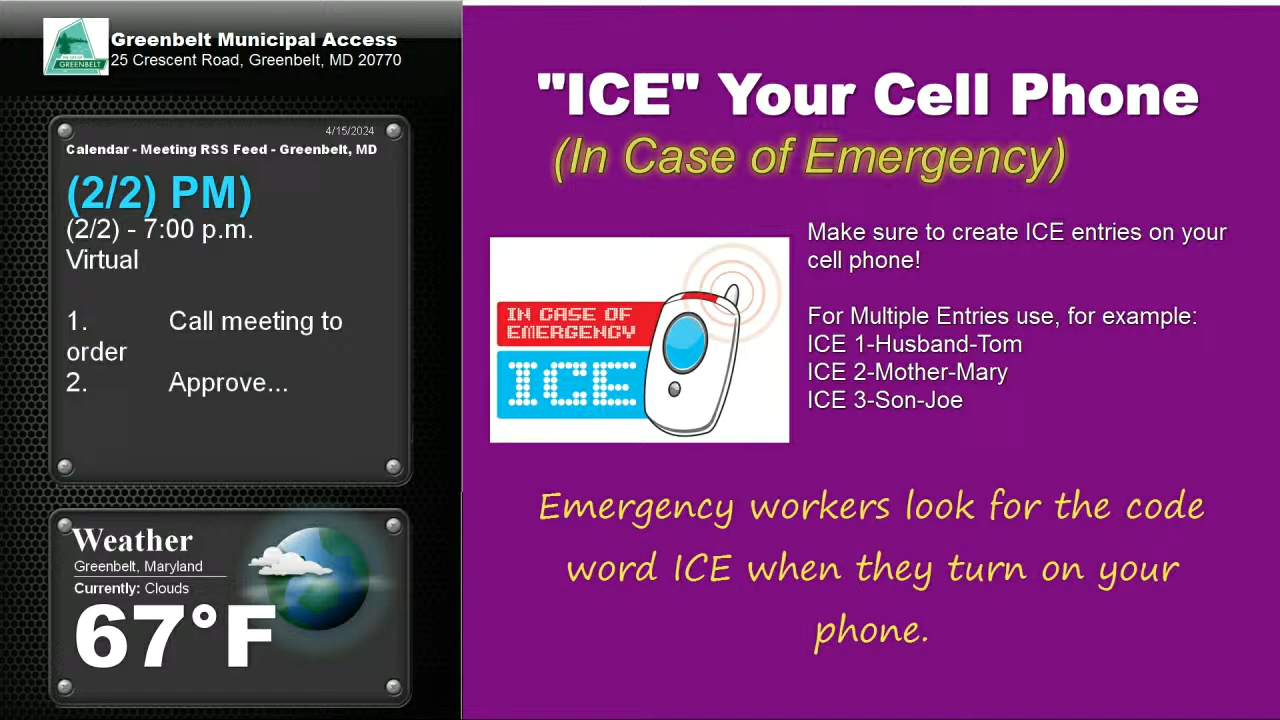 Greenbelt Municipal Access
25 Crescent Road, Greenbelt, MD 20770
THE CITY OF
GREENBELT
4/15/2024
Calendar - Meeting RSS Feed - Greenbelt, MD
(2/2) PM)
(2/2) - 7:00 p.m.
Virtual
1. Call meeting to
order
2. Approve...
Weather
Greenbelt, Maryland
Currently: Clouds
67°F
"ICE" Your Cell Phone
(In Case of Emergency)
IN CASE OF
EMERGENCY
ICE
Make sure to create ICE entries on your
cell phone!
For Multiple Entries use, for example:
ICE 1-Husband-Tom
ICE 2-Mother-Mary
ICE 3-Son-Joe
Emergency workers look for the code
word ICE when they turn on your
phone.